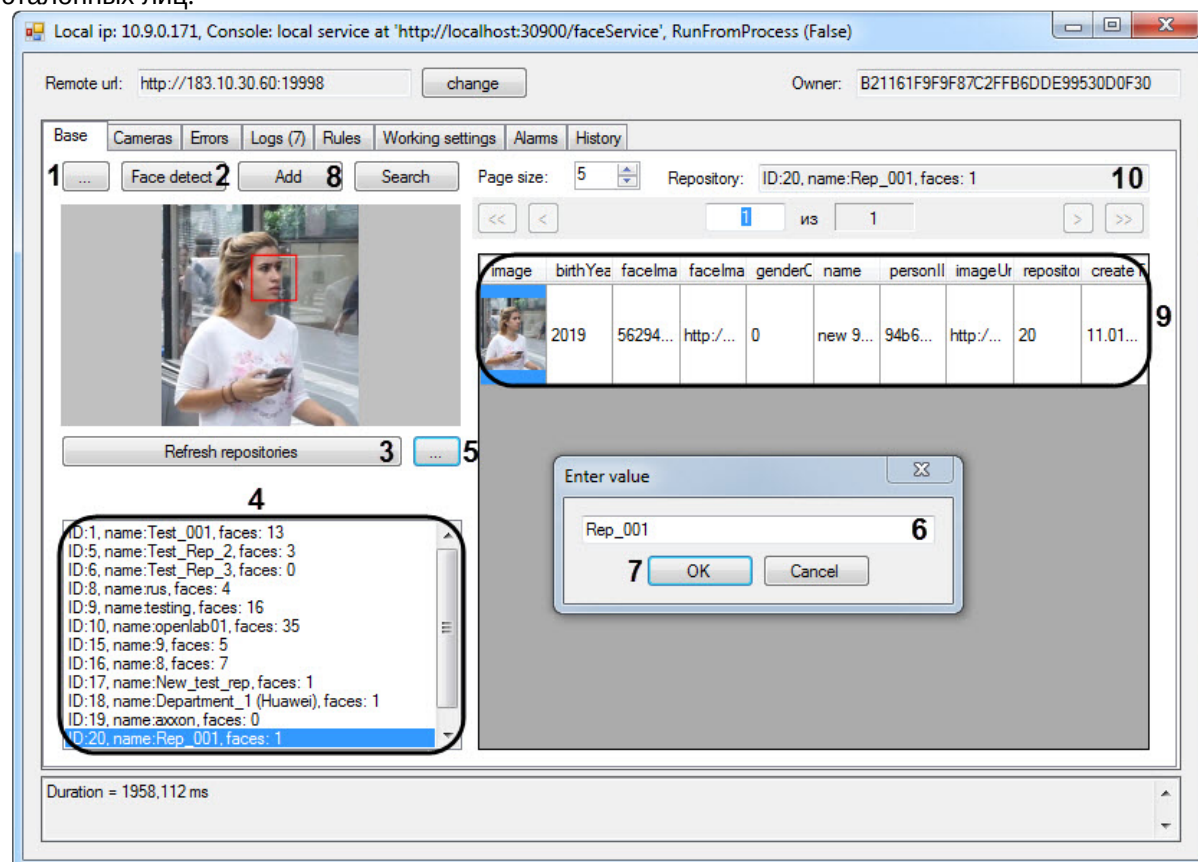 эталонных лиц.
Local ip: 10.9.0.171, Console: local service at 'http://localhost:30900/faceService', RunFromProcess (False)
Remote url: http://183.10.30.60:19998 change Owner: B21161F9F9F87C2FFB6DDE99530D0F30
Base Cameras Errors Logs (7) Rules Working settings Alarms History
1 ... Face detect 2 Add 8 Search Page size: 5 Repository: ID:20, name:Rep_001, faces: 1 10
<< < 1 из 1 > >>
image birthYea faceIma faceIma genderC name personII imageUr repositor createT
2019 56294... http:/... 0 new 9... 94b6... http:/... 20 11.01... 9
Refresh repositories 3 ... 5
Enter value
4
Rep_001 6
7 OK Cancel
ID:1, name:Test_001, faces: 13
ID:5, name:Test_Rep_2, faces: 3
ID:6, name:Test_Rep_3, faces: 0
ID:8, name:rus, faces: 4
ID:9, name:testing, faces: 16
ID:10, name:openlab01, faces: 35
ID:15, name:9, faces: 5
ID:16, name:8, faces: 7
ID:17, name:New_test_rep, faces: 1
ID:18, name:Department_1 (Huawei), faces: 1
ID:19, name:axxon, faces: 0
ID:20, name:Rep_001, faces: 1
Duration = 1958,112 ms